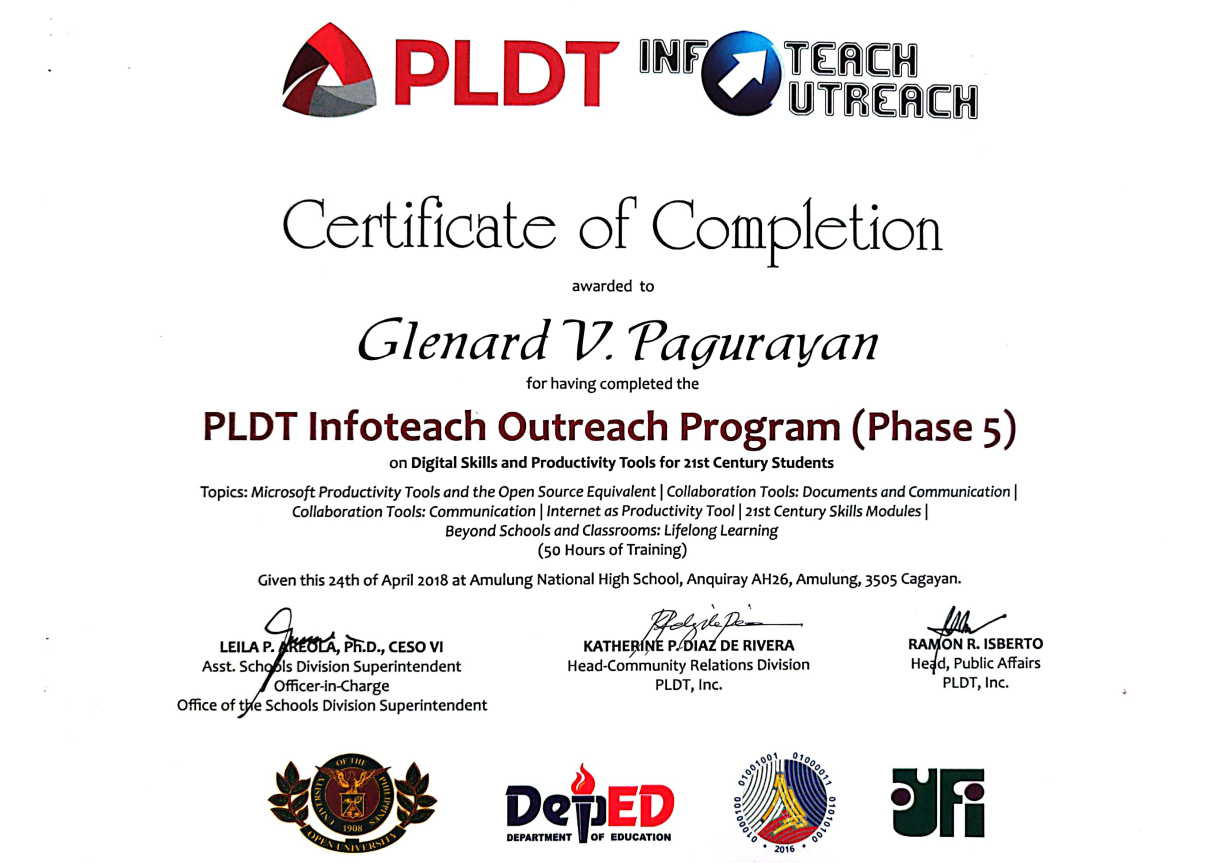 PLDT INFO TEACH OUTREACH
Certificate of Completion
awarded to
Glenard V. Pagurayan
for having completed the
PLDT Infoteach Outreach Program (Phase 5)
on Digital Skills and Productivity Tools for 21st Century Students
Topics: Microsoft Productivity Tools and the Open Source Equivalent | Collaboration Tools: Documents and Communication |
Collaboration Tools: Communication | Internet as Productivity Tool | 21st Century Skills Modules |
Beyond Schools and Classrooms: Lifelong Learning
(50 Hours of Training)
Given this 24th of April 2018 at Amulung National High School, Anquiray AH26, Amulung, 3505 Cagayan.
LEILA P. AREOLA, Ph.D., CESO VI
Asst. Schools Division Superintendent
Officer-in-Charge
Office of the Schools Division Superintendent
KATHERINE P. DIAZ DE RIVERA
Head-Community Relations Division
PLDT, Inc.
RAMON R. ISBERTO
Head, Public Affairs
PLDT, Inc.
UNIVERSITY OF THE PHILIPPINES
1908
OPEN UNIVERSITY
DepED
DEPARTMENT OF EDUCATION
01000100 01001001 01000011 01010100
• 2016 •
JYFi